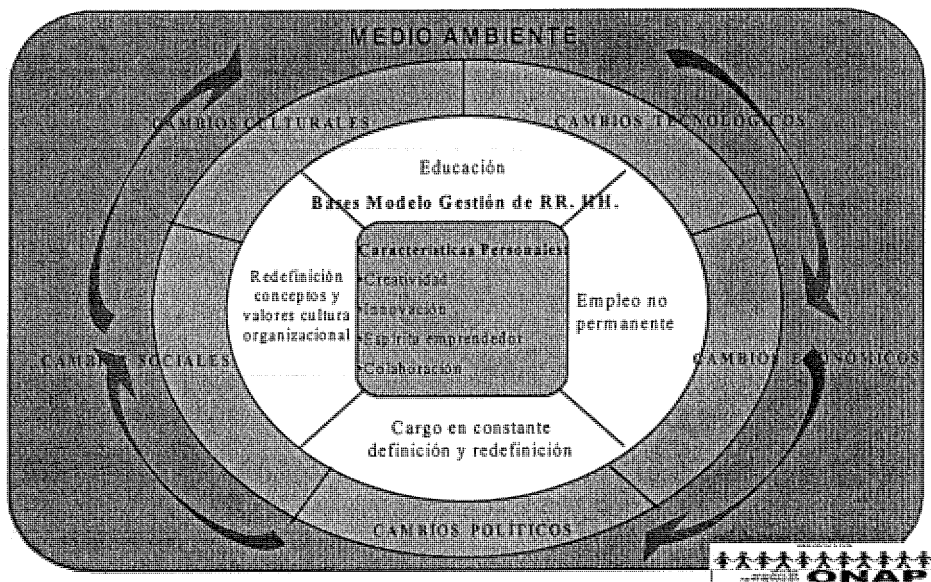 MEDIO AMBIENTE
CAMBIOS CULTURALES
CAMBIOS TECNOLÓGICOS
Educación
Bases Modelo Gestión de RR. HH.
Características Personales
•Creatividad
•Innovación
•Espíritu emprendedor
•Colaboración
Redefinición
conceptos y
valores cultura
organizacional
Empleo no
permanente
CAMBIOS SOCIALES
CAMBIOS ECONÓMICOS
Cargo en constante
definición y redefinición
CAMBIOS POLÍTICOS
ONAP